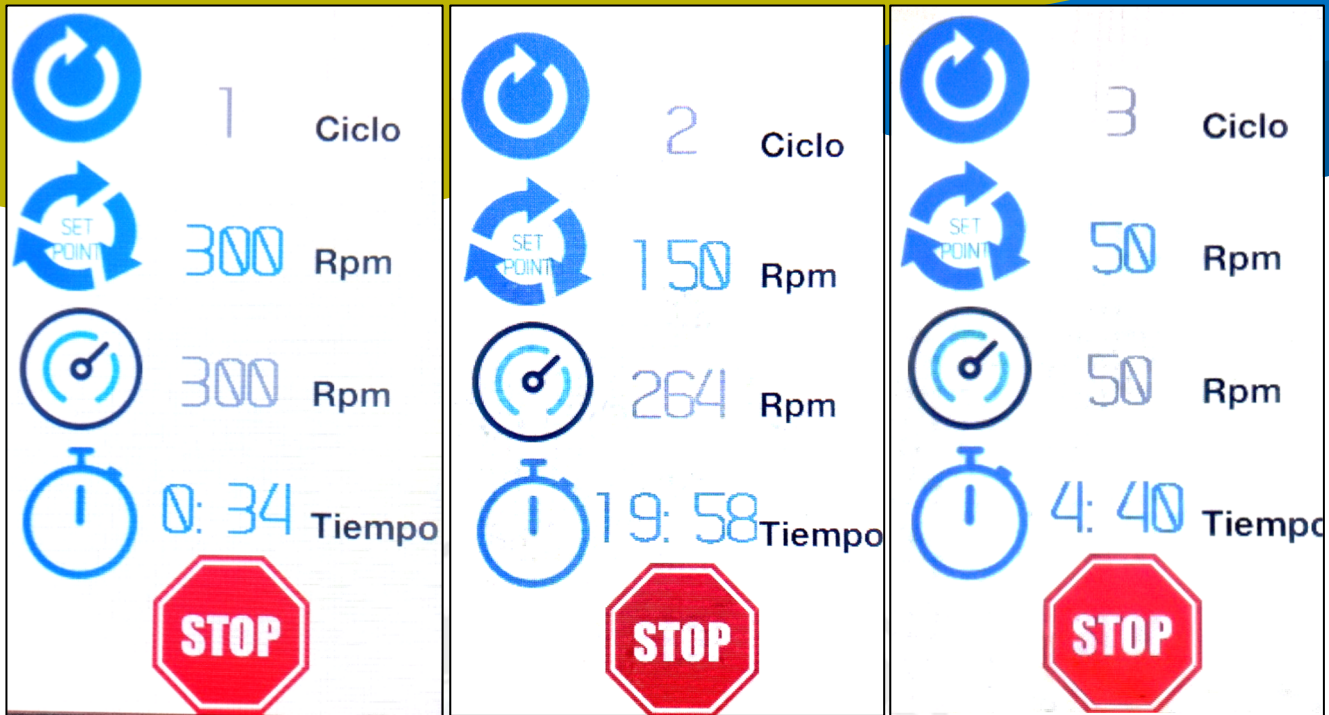 1 Ciclo
SET
POINT
300 Rpm
300 Rpm
0: 34 Tiempo
STOP
2 Ciclo
SET
POINT
150 Rpm
264 Rpm
19: 58 Tiempo
STOP
3 Ciclo
SET
POINT
50 Rpm
50 Rpm
4: 40 Tiempo
STOP